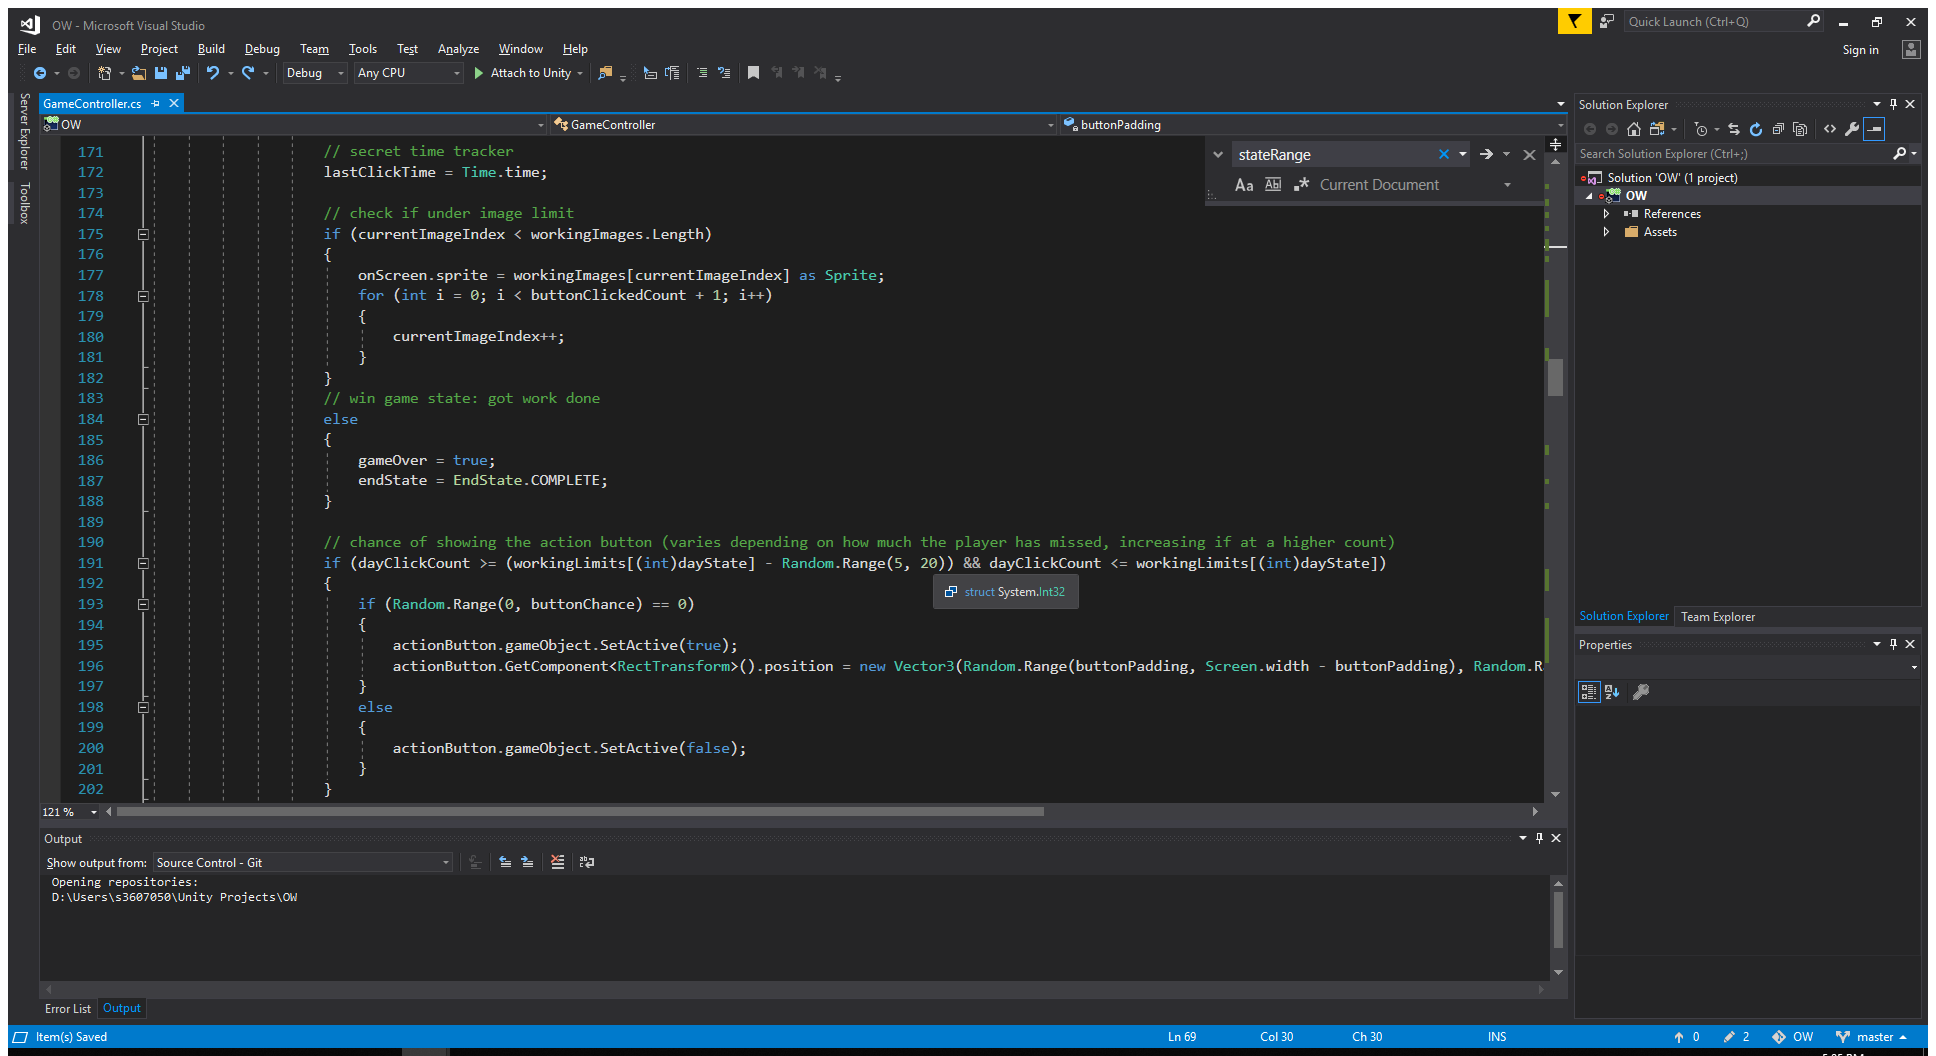 OW - Microsoft Visual Studio
Quick Launch (Ctrl+Q)
File Edit View Project Build Debug Team Tools Test Analyze Window Help
Sign in
Debug Any CPU Attach to Unity
Server Explorer
Toolbox
GameController.cs
OW GameController buttonPadding
stateRange
Aa Abl .* Current Document
171 // secret time tracker
172 lastClickTime = Time.time;
173
174 // check if under image limit
175 if (currentImageIndex < workingImages.Length)
176 {
177 onScreen.sprite = workingImages[currentImageIndex] as Sprite;
178 for (int i = 0; i < buttonClickedCount + 1; i++)
179 {
180 currentImageIndex++;
181 }
182 }
183 // win game state: got work done
184 else
185 {
186 gameOver = true;
187 endState = EndState.COMPLETE;
188 }
189
190 // chance of showing the action button (varies depending on how much the player has missed, increasing if at a higher count)
191 if (dayClickCount >= (workingLimits[(int)dayState] - Random.Range(5, 20)) && dayClickCount <= workingLimits[(int)dayState])
192 {
struct System.Int32
193 if (Random.Range(0, buttonChance) == 0)
194 {
195 actionButton.gameObject.SetActive(true);
196 actionButton.GetComponent<RectTransform>().position = new Vector3(Random.Range(buttonPadding, Screen.width - buttonPadding), Random.R
197 }
198 else
199 {
200 actionButton.gameObject.SetActive(false);
201 }
202 }
121 %
Solution Explorer
Search Solution Explorer (Ctrl+;)
Solution 'OW' (1 project)
OW
References
Assets
Solution Explorer Team Explorer
Properties
Output
Show output from: Source Control - Git
Opening repositories:
D:\Users\s3607050\Unity Projects\OW
Error List Output
Item(s) Saved Ln 69 Col 30 Ch 30 INS 0 2 OW master